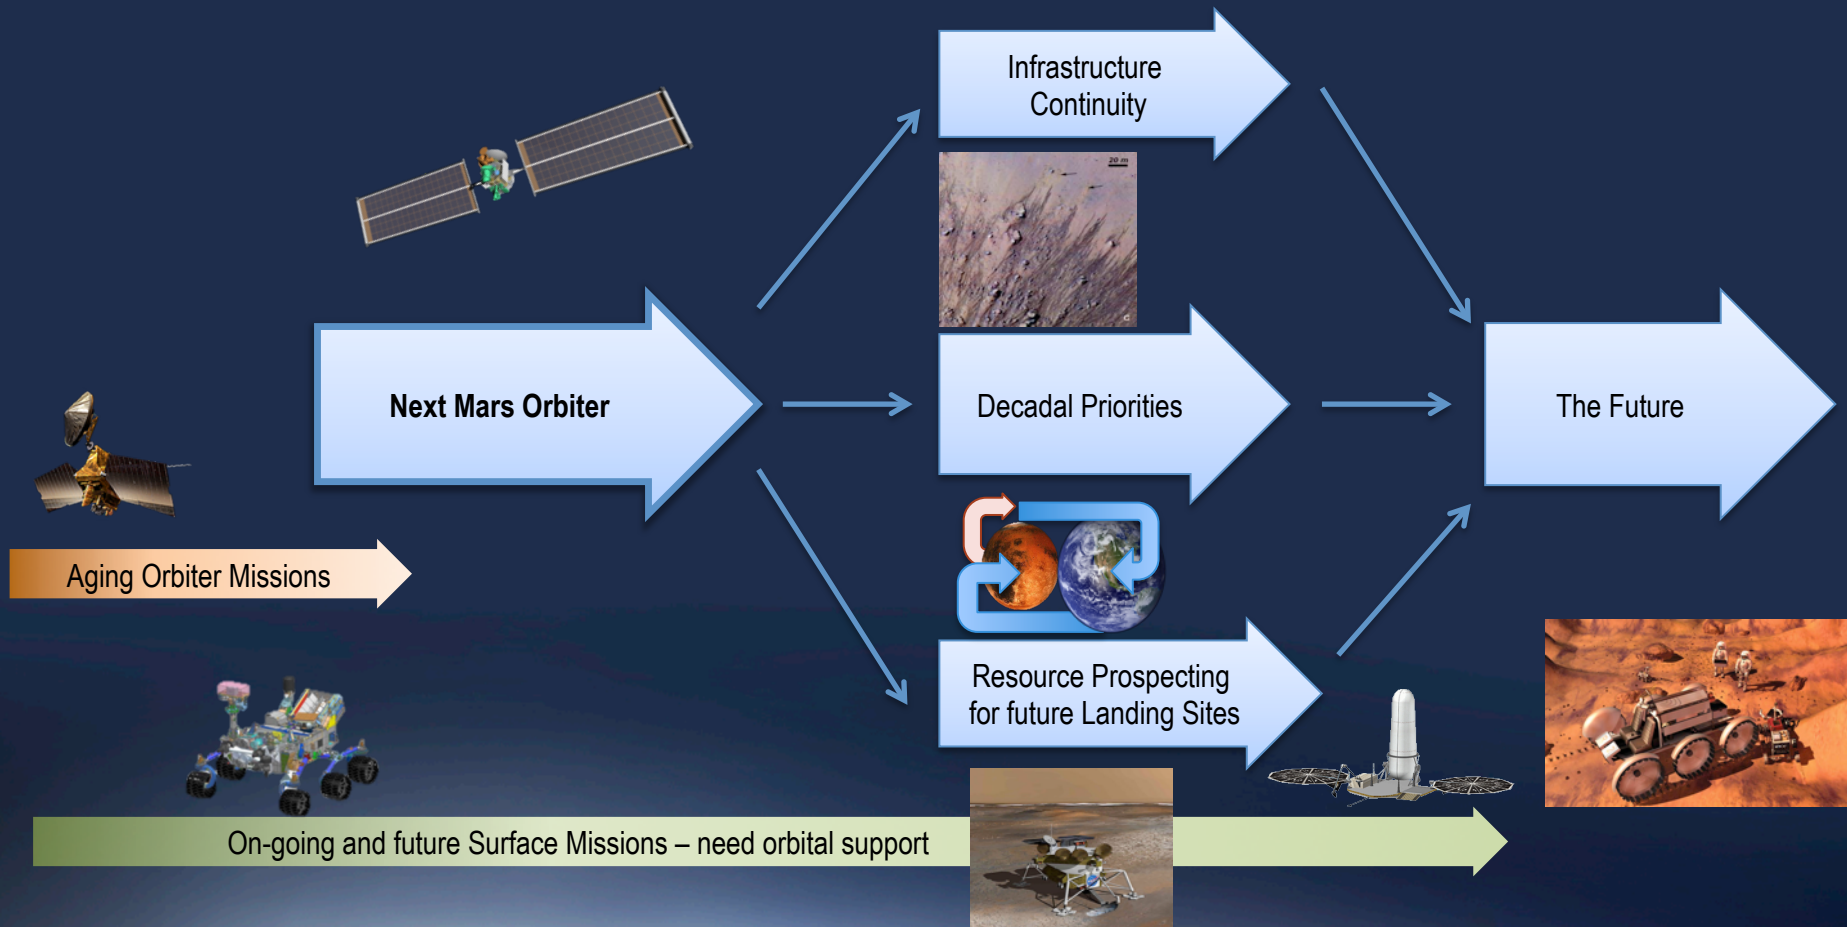 Infrastructure
Continuity
20 m
Next Mars Orbiter
Decadal Priorities
The Future
Aging Orbiter Missions
Resource Prospecting
for future Landing Sites
On-going and future Surface Missions – need orbital support